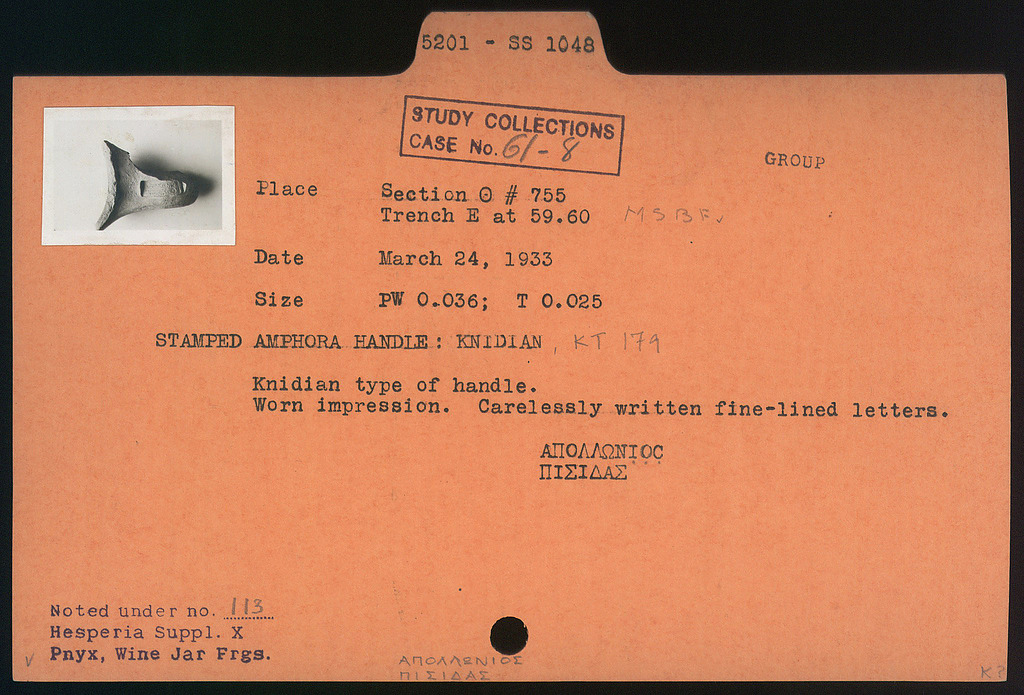 5201 - SS 1048
STUDY COLLECTIONS
CASE No. 61-8
GROUP
Place Section Θ # 755
Trench E at 59.60 MSBF.
Date March 24, 1933
Size PW 0.036; T 0.025
STAMPED AMPHORA HANDLE: KNIDIAN, KT 179
Knidian type of handle.
Worn impression. Carelessly written fine-lined letters.
ΑΠΟΛΛΩΝΙΟC
ΠΙΣΙΔΑΣ
Noted under no. 113
Hesperia Suppl. X
v Pnyx, Wine Jar Frgs.
ΑΠΟΛΛΩΝΙΟΣ
ΠΙΣΙΔΑΣ
K?